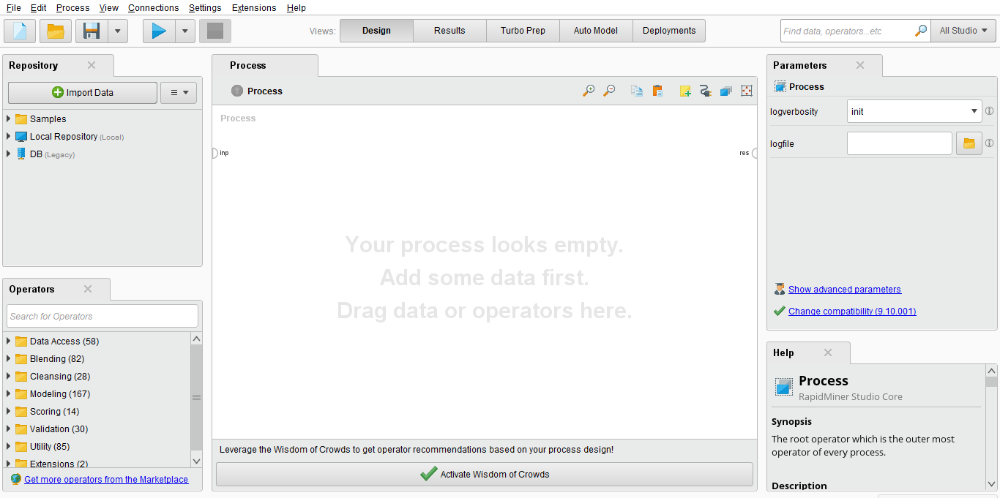 File Edit Process View Connections Settings Extensions Help
Views: Design Results Turbo Prep Auto Model Deployments Find data, operators...etc All Studio
Repository
Import Data
Samples
Local Repository (Local)
DB (Legacy)
Operators
Search for Operators
Data Access (58)
Blending (82)
Cleansing (28)
Modeling (167)
Scoring (14)
Validation (30)
Utility (85)
Extensions (2)
Get more operators from the Marketplace
Process
Process
Process
inp
res
Your process looks empty.
Add some data first.
Drag data or operators here.
Leverage the Wisdom of Crowds to get operator recommendations based on your process design!
Activate Wisdom of Crowds
Parameters
Process
logverbosity init
logfile
Show advanced parameters
Change compatibility (9.10.001)
Help
Process
RapidMiner Studio Core
Synopsis
The root operator which is the outer most
operator of every process.
Description